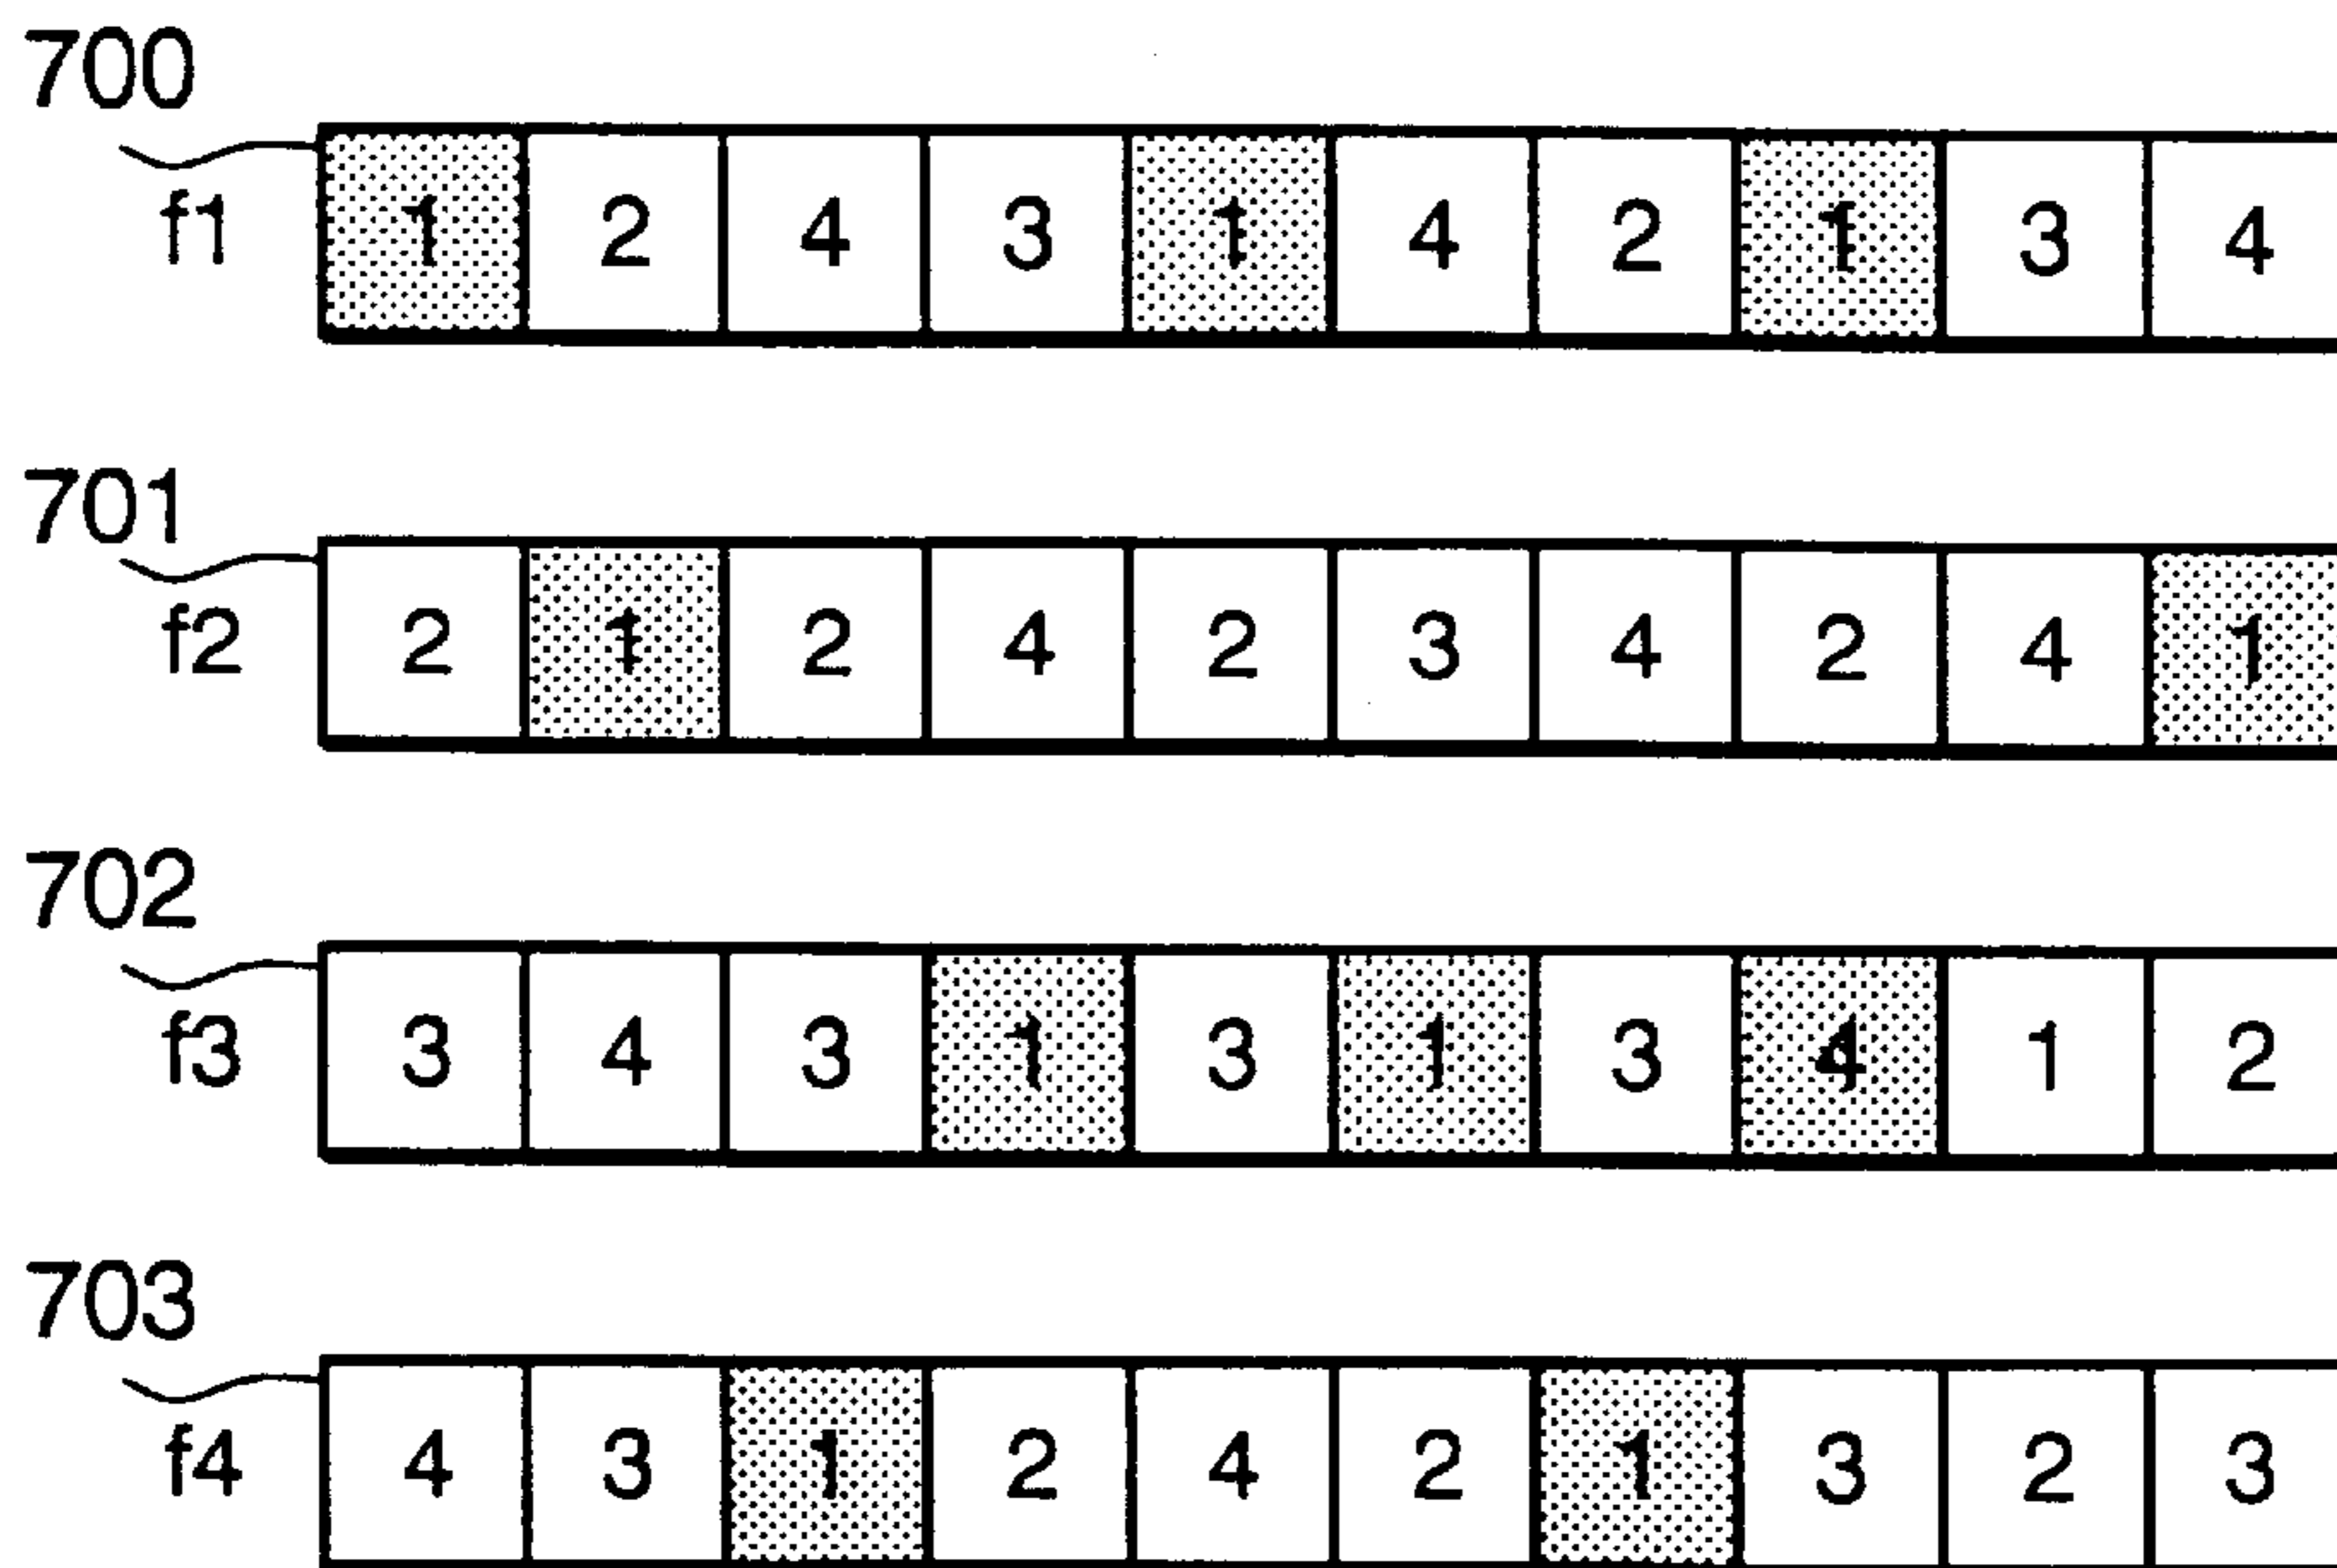 700
f1 1 2 4 3 1 4 2 1 3 4
701
f2 2 1 2 4 2 3 4 2 4 1
702
f3 3 4 3 1 3 1 3 4 1 2
703
f4 4 3 1 2 4 2 1 3 2 3